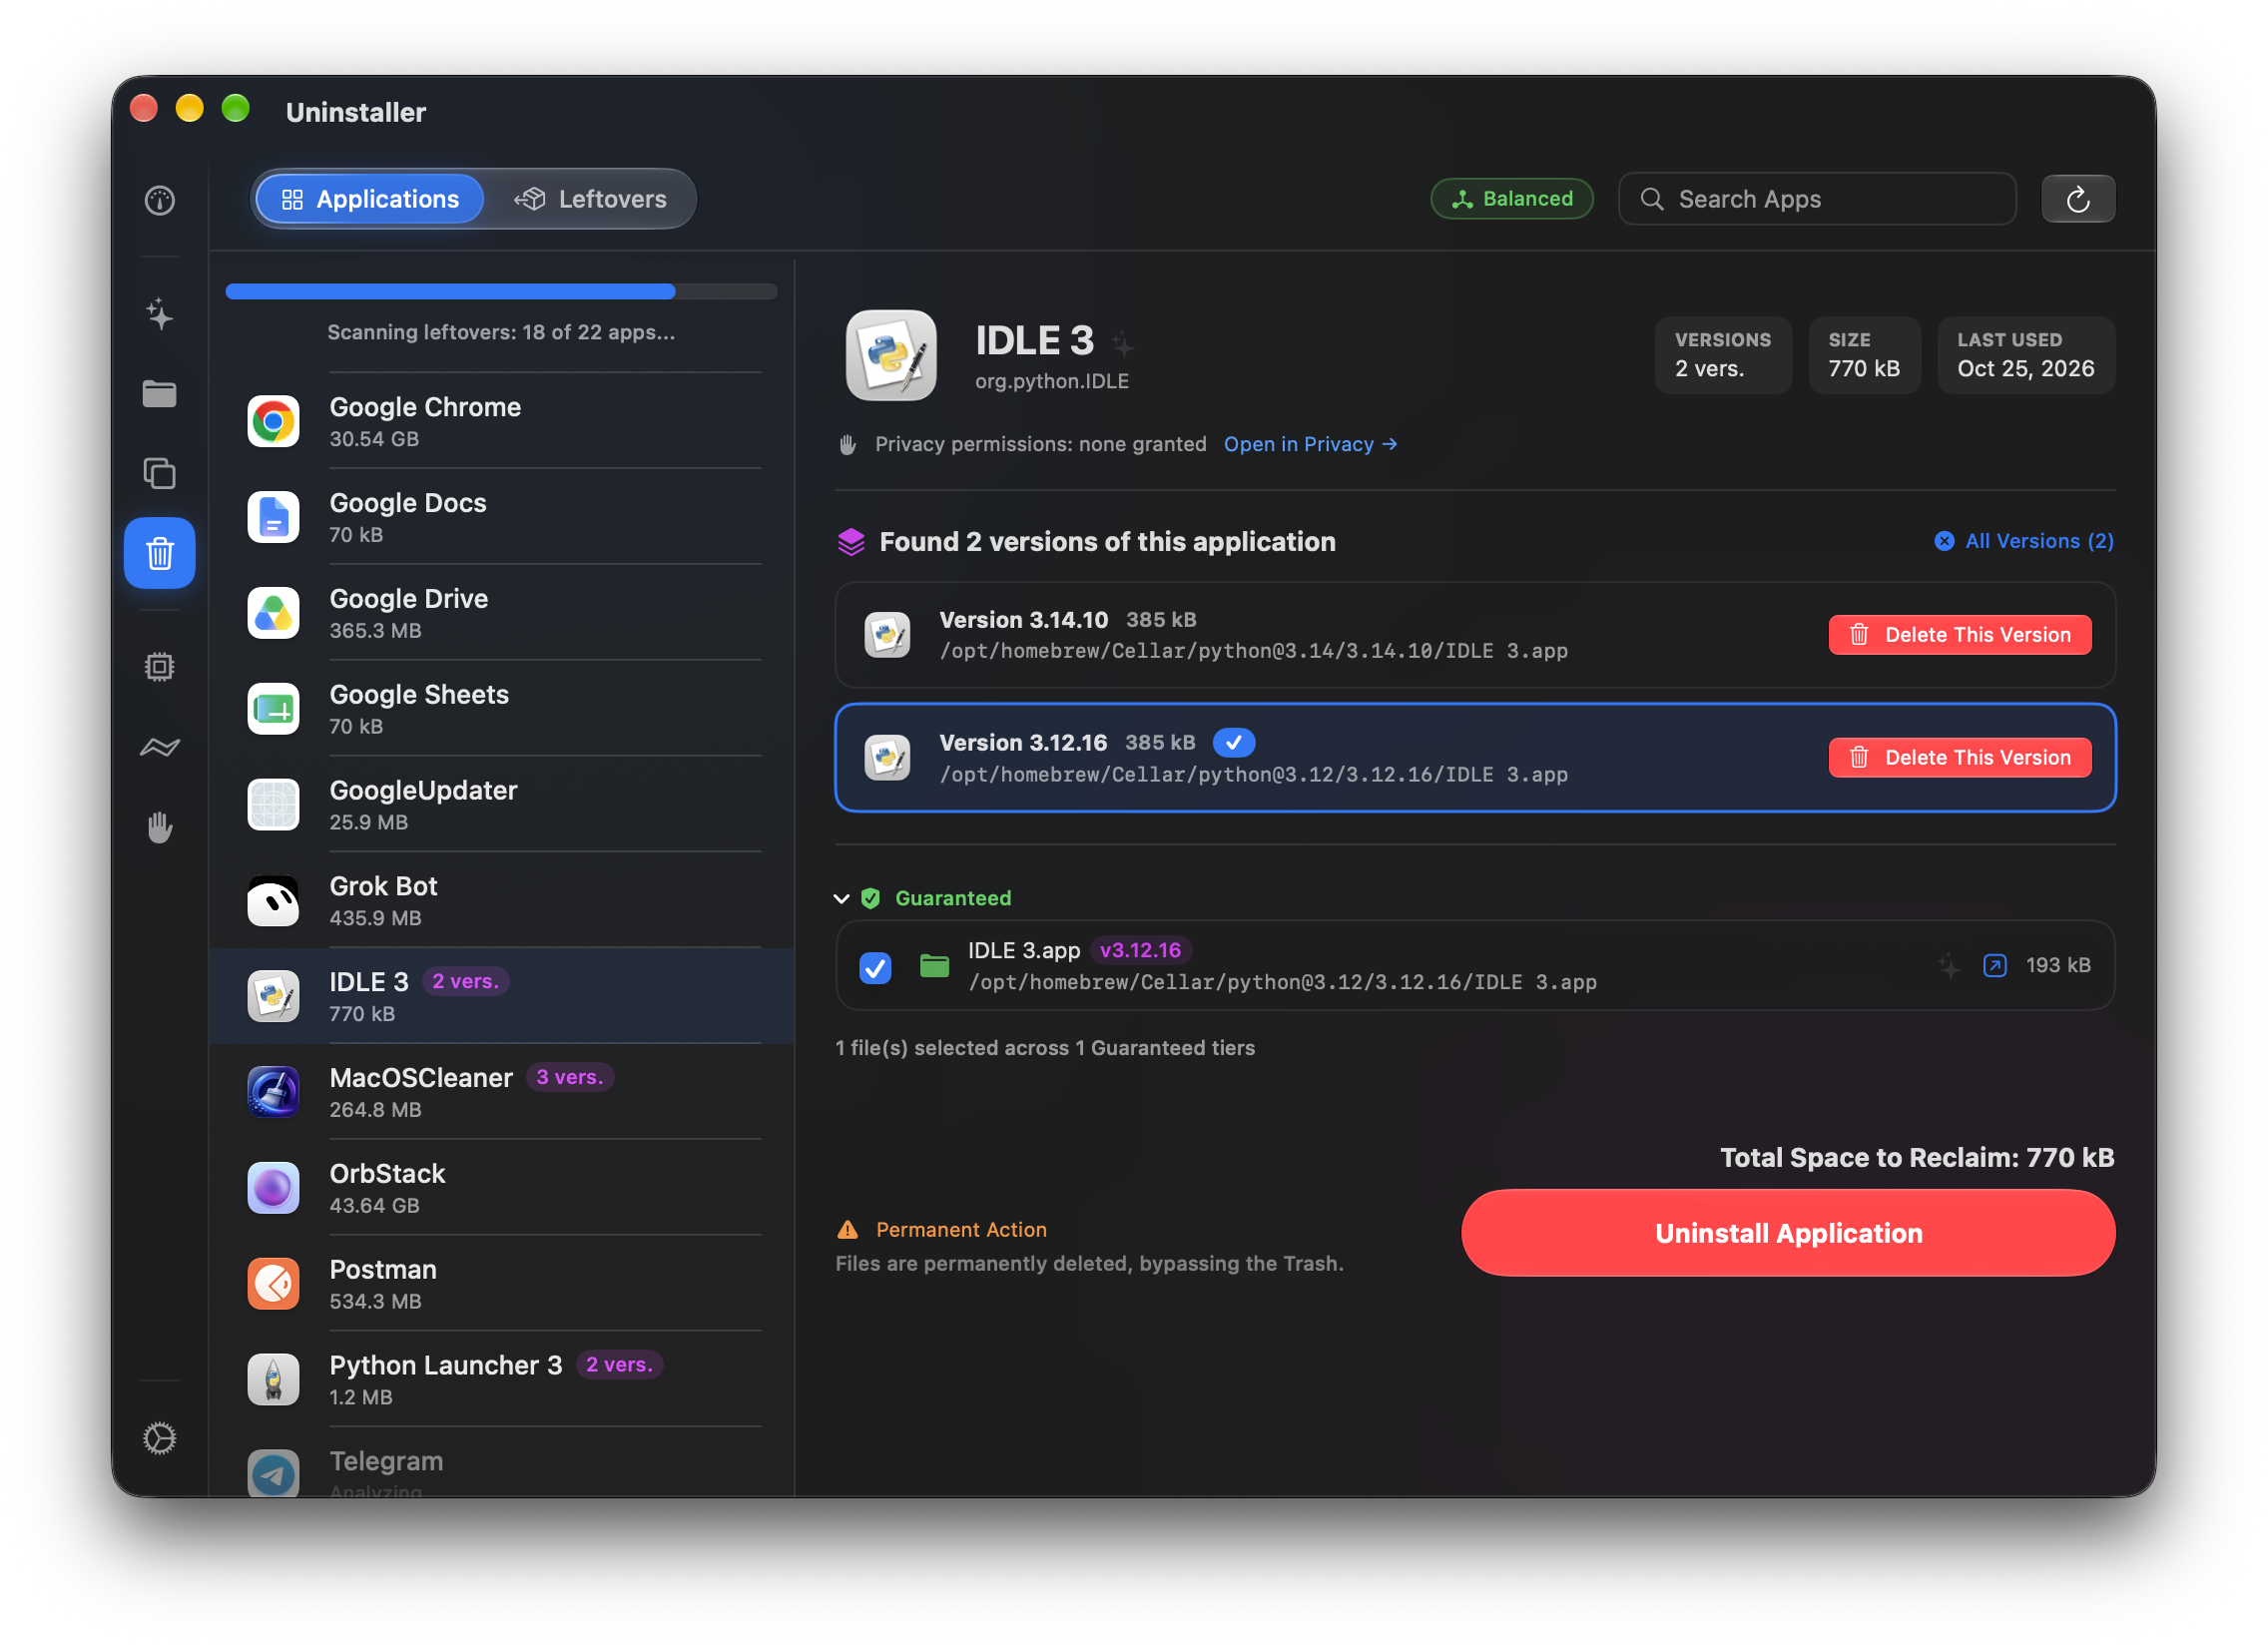 Uninstaller
Applications
Leftovers
Balanced
Search Apps
Scanning leftovers: 18 of 22 apps...
Google Chrome
30.54 GB
Google Docs
70 kB
Google Drive
365.3 MB
Google Sheets
70 kB
GoogleUpdater
25.9 MB
Grok Bot
435.9 MB
IDLE 3 2 vers.
770 kB
MacOSCleaner 3 vers.
264.8 MB
OrbStack
43.64 GB
Postman
534.3 MB
Python Launcher 3 2 vers.
1.2 MB
Telegram
Analyzing
IDLE 3
org.python.IDLE
VERSIONS
2 vers.
SIZE
770 kB
LAST USED
Oct 25, 2026
Privacy permissions: none granted Open in Privacy →
Found 2 versions of this application
All Versions (2)
Version 3.14.10 385 kB
/opt/homebrew/Cellar/python@3.14/3.14.10/IDLE 3.app
Delete This Version
Version 3.12.16 385 kB
/opt/homebrew/Cellar/python@3.12/3.12.16/IDLE 3.app
Delete This Version
Guaranteed
IDLE 3.app v3.12.16
/opt/homebrew/Cellar/python@3.12/3.12.16/IDLE 3.app
193 kB
1 file(s) selected across 1 Guaranteed tiers
Total Space to Reclaim: 770 kB
Permanent Action
Files are permanently deleted, bypassing the Trash.
Uninstall Application